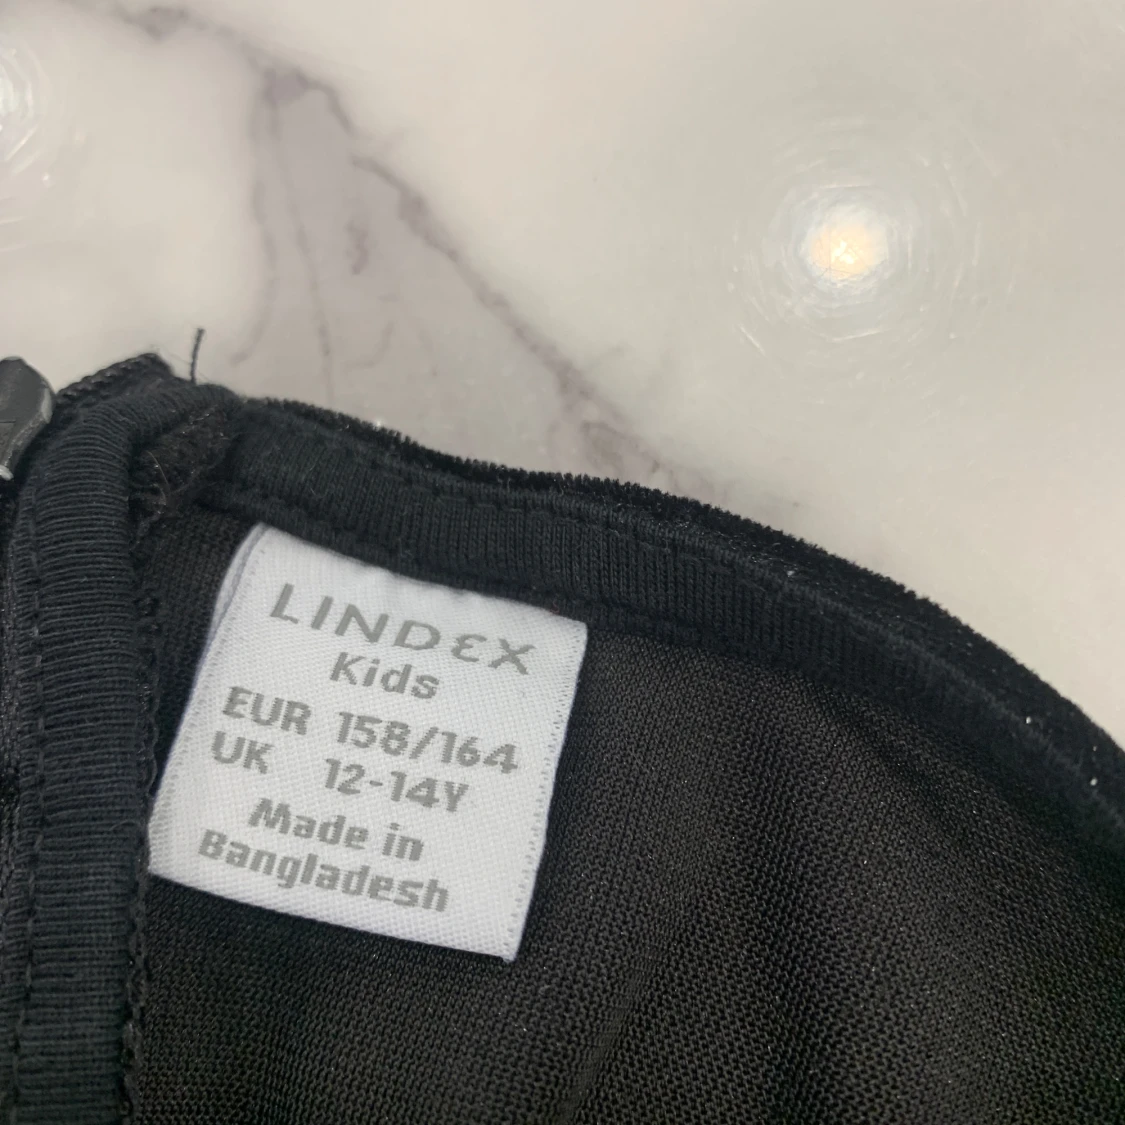 LINDEX
Kids
EUR 158/164
UK 12-14Y
Made in
Bangladesh